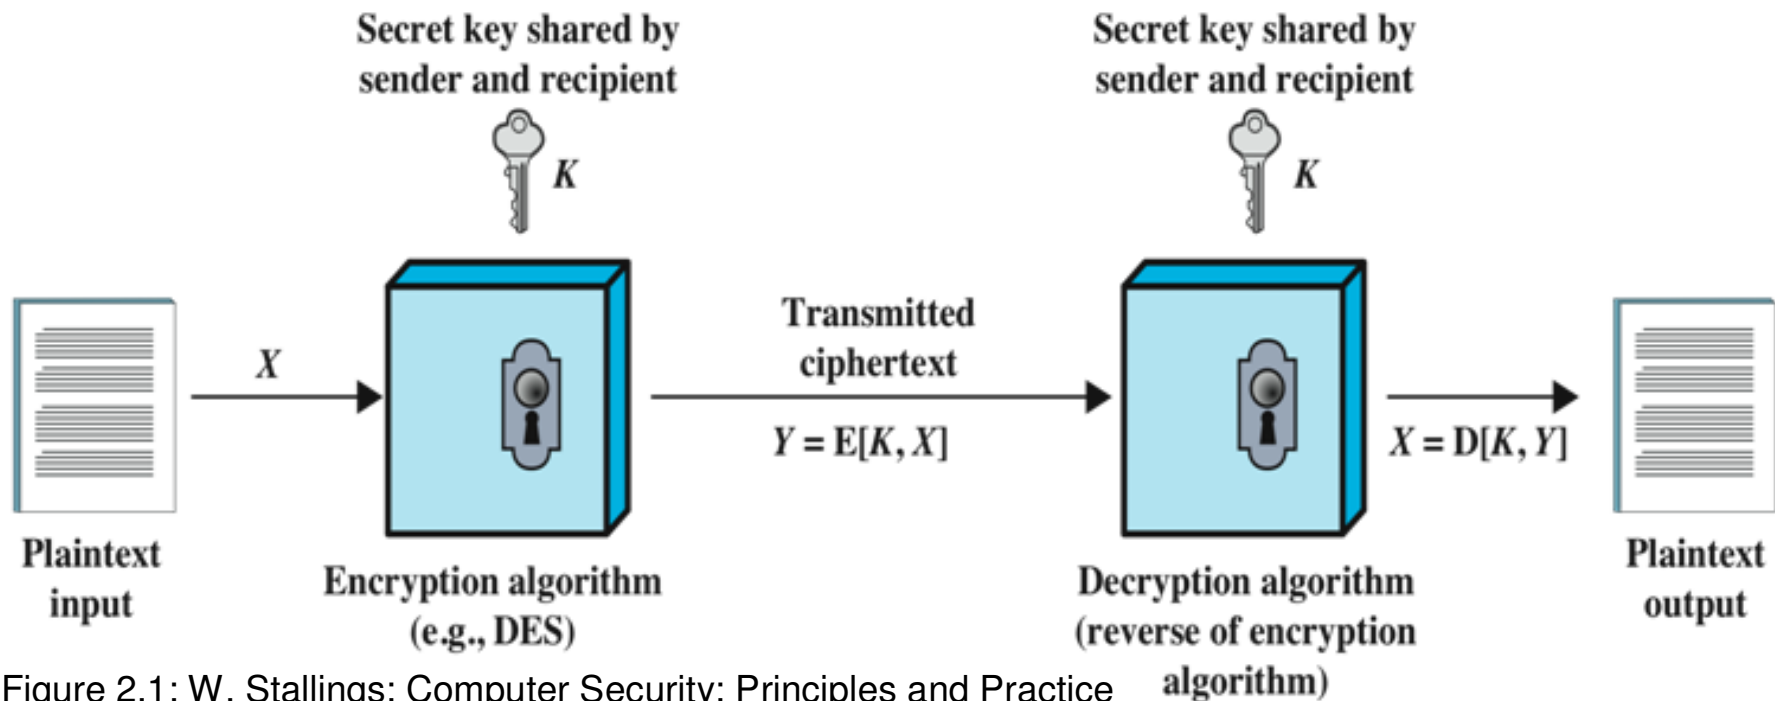 Secret key shared by
sender and recipient
K
Secret key shared by
sender and recipient
K
X
Transmitted
ciphertext
Y = E[K, X]
X = D[K, Y]
Plaintext
input
Encryption algorithm
(e.g., DES)
Decryption algorithm
(reverse of encryption
algorithm)
Plaintext
output
Figure 2.1: W. Stallings: Computer Security: Principles and Practice